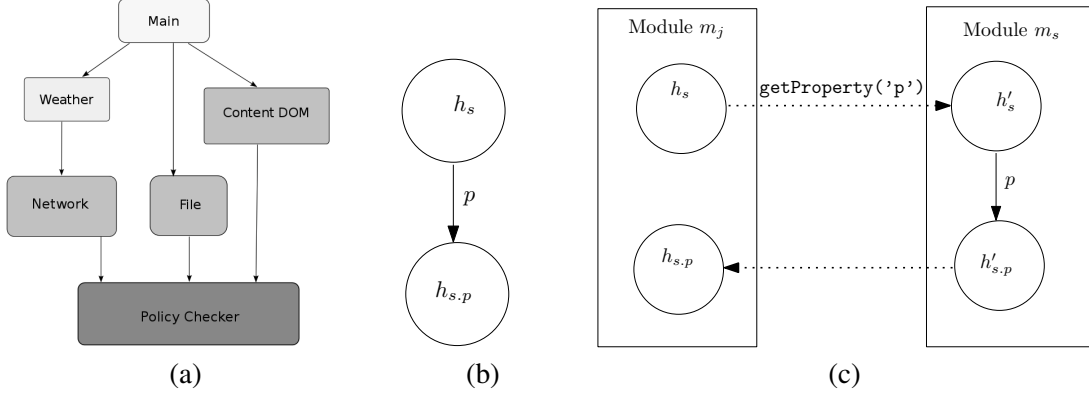 Main
Weather
Content DOM
Network
File
Policy Checker
(a)
h_s
p
h_{s.p}
(b)
Module m_j
Module m_s
h_s
getProperty('p')
h'_s
p
h_{s.p}
h'_{s.p}
(c)